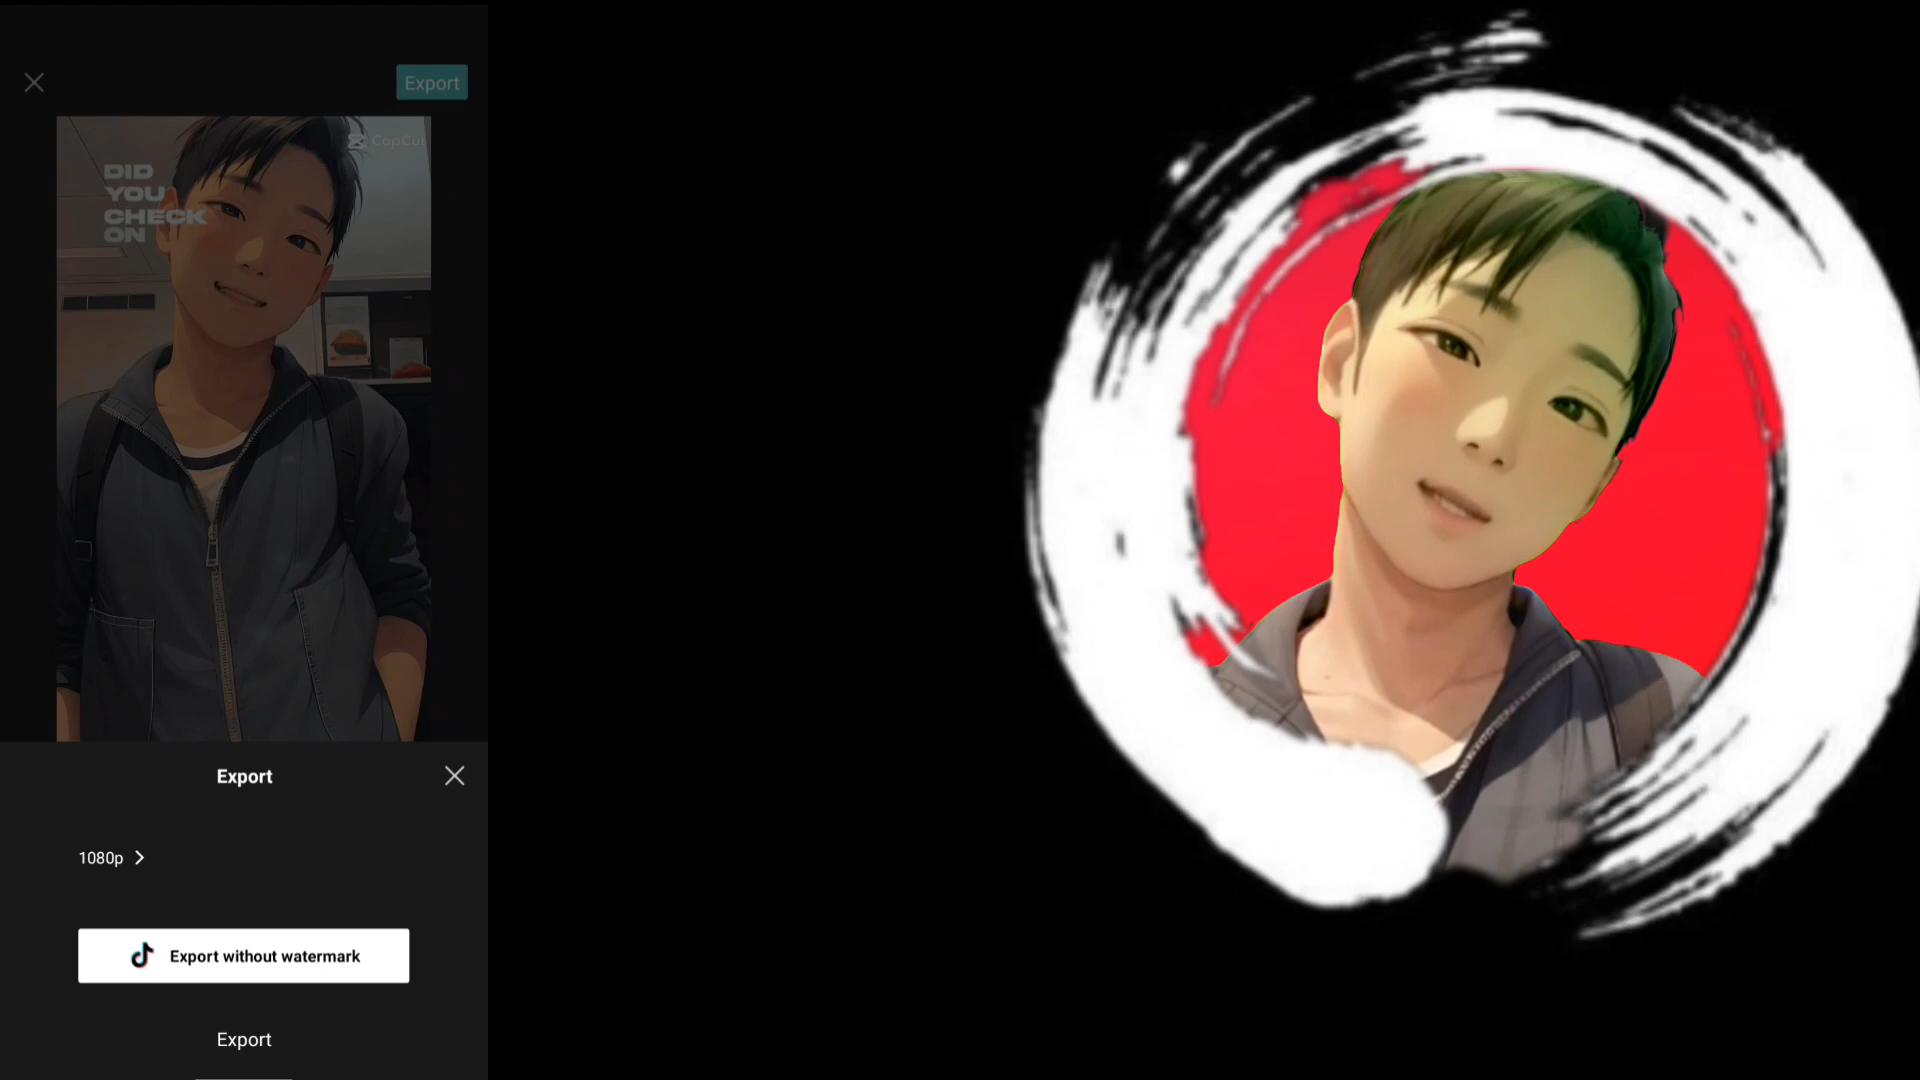 Export
CapCut
DID
YOU
CHECK
ON
Export
1080p
Export without watermark
Export